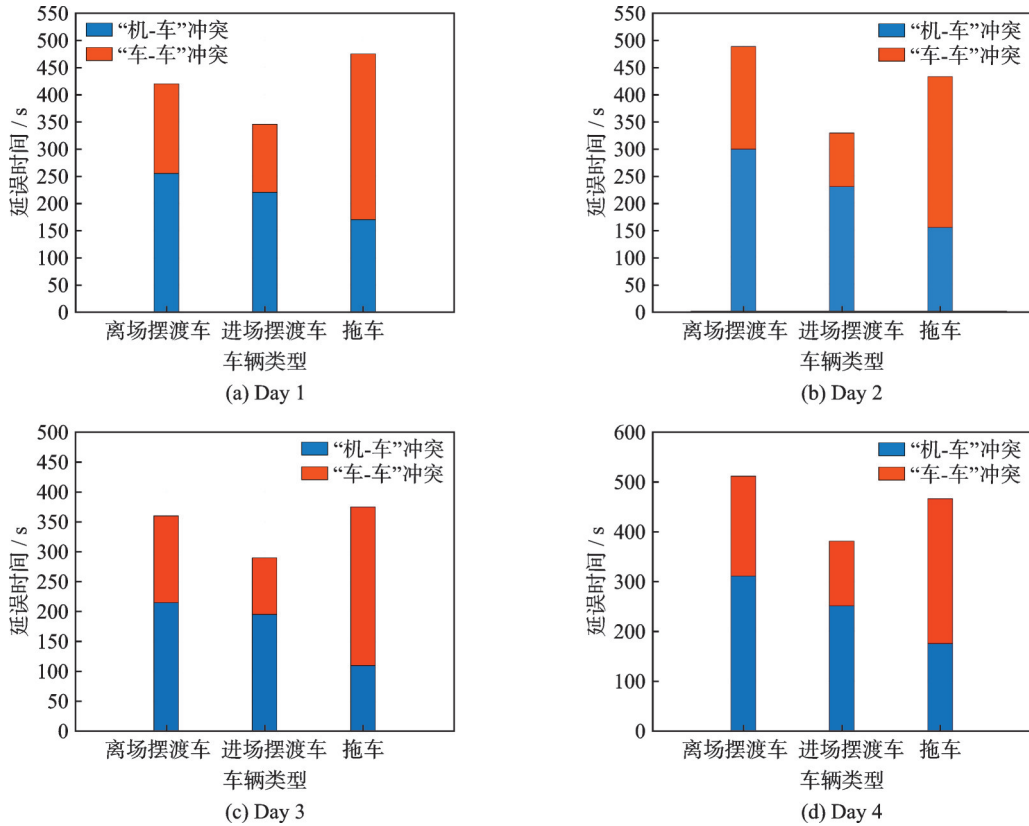 550
500
450
400
350
300
250
200
150
100
50
0
延误时间 / s
“机-车”冲突
“车-车”冲突
离场摆渡车 进场摆渡车 拖车
车辆类型
(a) Day 1
550
500
450
400
350
300
250
200
150
100
50
0
延误时间 / s
“机-车”冲突
“车-车”冲突
离场摆渡车 进场摆渡车 拖车
车辆类型
(b) Day 2
500
450
400
350
300
250
200
150
100
50
0
延误时间 / s
“机-车”冲突
“车-车”冲突
离场摆渡车 进场摆渡车 拖车
车辆类型
(c) Day 3
600
500
400
300
200
100
0
延误时间 / s
“机-车”冲突
“车-车”冲突
离场摆渡车 进场摆渡车 拖车
车辆类型
(d) Day 4